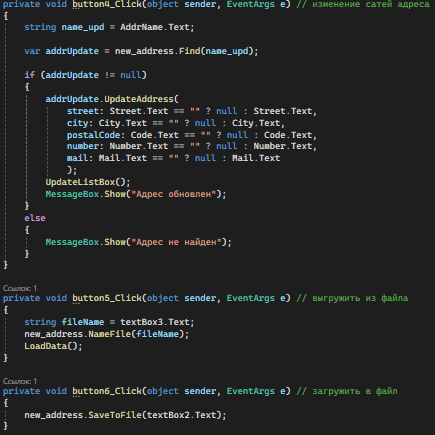 private void button4_Click(object sender, EventArgs e) // изменение сатей адреса
{
string name_upd = AddrName.Text;
var addrUpdate = new_address.Find(name_upd);
if (addrUpdate != null)
{
addrUpdate.UpdateAddress(
street: Street.Text == "" ? null : Street.Text,
city: City.Text == "" ? null : City.Text,
postalCode: Code.Text == "" ? null : Code.Text,
number: Number.Text == "" ? null : Number.Text,
mail: Mail.Text == "" ? null : Mail.Text
);
UpdateListBox();
MessageBox.Show("Адрес обновлен");
}
else
{
MessageBox.Show("Адрес не найден");
}
}
Ссылок: 1
private void button5_Click(object sender, EventArgs e) // выгрузить из файла
{
string fileName = textBox3.Text;
new_address.NameFile(fileName);
LoadData();
}
Ссылок: 1
private void button6_Click(object sender, EventArgs e) // загрузить в файл
{
new_address.SaveToFile(textBox2.Text);
}